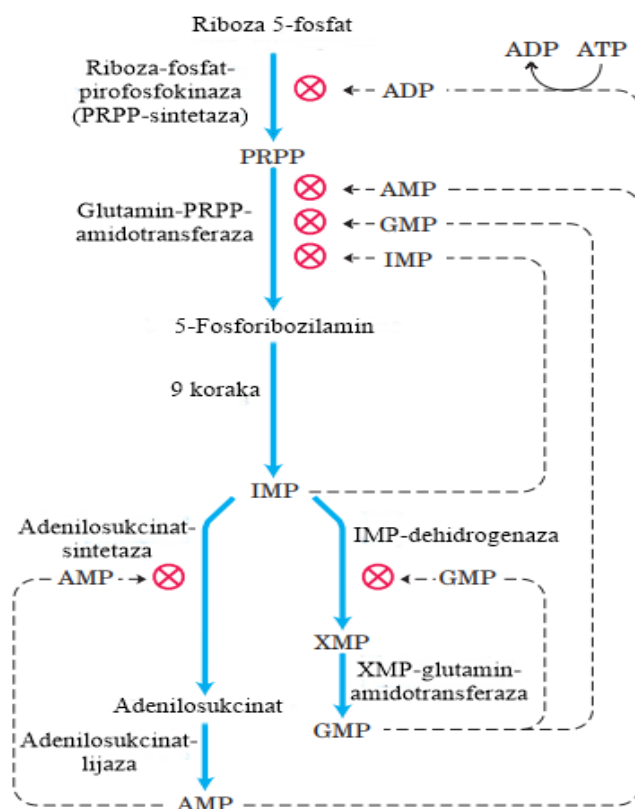 Riboza 5-fosfat
ADP ATP
Riboza-fosfat-
pirofosfokinaza
(PRPP-sintetaza)
ADP
PRPP
AMP
Glutamin-PRPP-
amidotransferaza
GMP
IMP
5-Fosforibozilamin
9 koraka
IMP
Adenilosukcinat-
sintetaza
IMP-dehidrogenaza
AMP
GMP
XMP
XMP-glutamin-
amidotransferaza
Adenilosukcinat
GMP
Adenilosukcinat-
lijaza
AMP